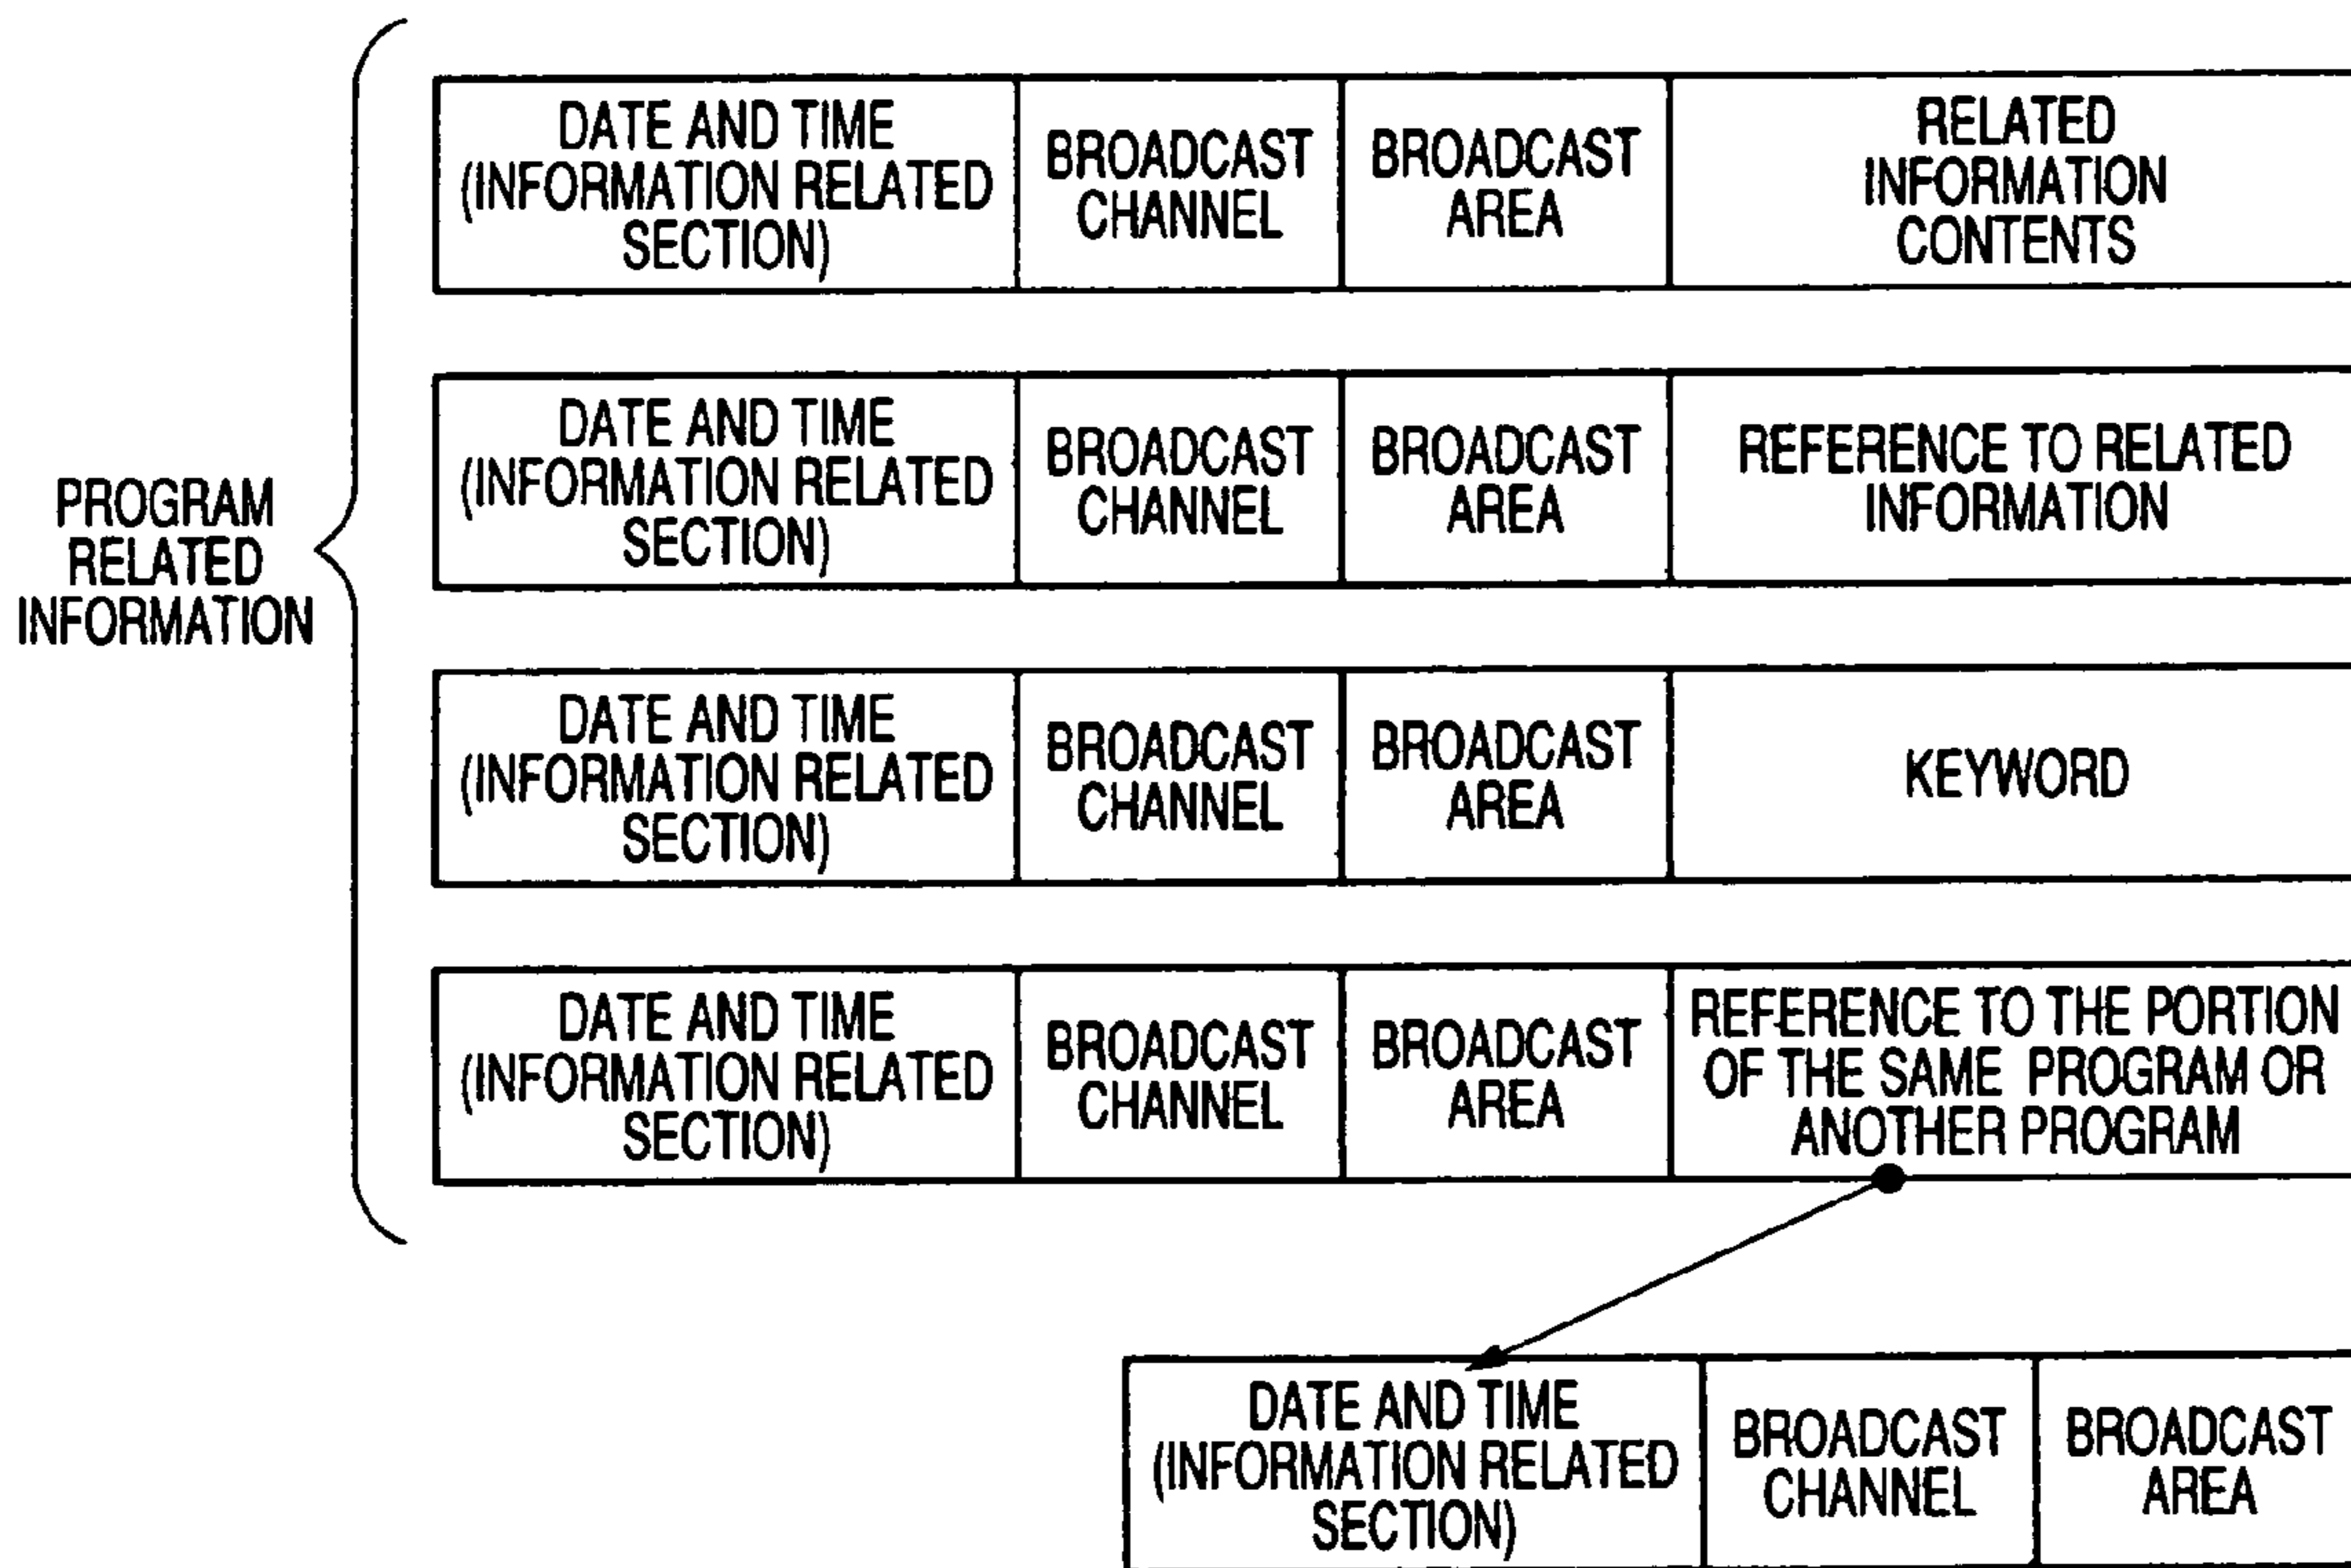 PROGRAM
RELATED
INFORMATION
DATE AND TIME
(INFORMATION RELATED
SECTION)
BROADCAST
CHANNEL
BROADCAST
AREA
RELATED
INFORMATION
CONTENTS
DATE AND TIME
(INFORMATION RELATED
SECTION)
BROADCAST
CHANNEL
BROADCAST
AREA
REFERENCE TO RELATED
INFORMATION
DATE AND TIME
(INFORMATION RELATED
SECTION)
BROADCAST
CHANNEL
BROADCAST
AREA
KEYWORD
DATE AND TIME
(INFORMATION RELATED
SECTION)
BROADCAST
CHANNEL
BROADCAST
AREA
REFERENCE TO THE PORTION
OF THE SAME PROGRAM OR
ANOTHER PROGRAM
DATE AND TIME
(INFORMATION RELATED
SECTION)
BROADCAST
CHANNEL
BROADCAST
AREA